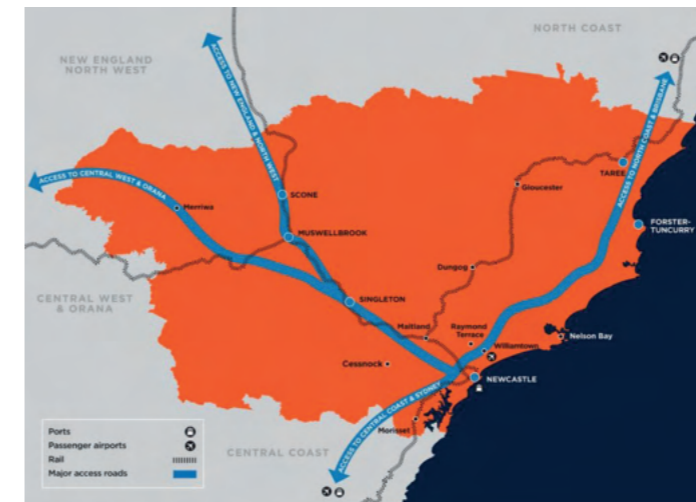 NORTH COAST
NEW ENGLAND
NORTH WEST
ACCESS TO NEW ENGLAND & NORTH WEST
ACCESS TO NORTH COAST & BRISBANE
ACCESS TO CENTRAL WEST & ORANA
TAREE
Gloucester
SCONE
Merriwa
FORSTER-
TUNCURRY
MUSWELLBROOK
Dungog
CENTRAL WEST
& ORANA
SINGLETON
Maitland
Raymond
Terrace
Nelson Bay
Williamtown
Cessnock
NEWCASTLE
ACCESS TO CENTRAL COAST & SYDNEY
Morisset
CENTRAL COAST
Ports
Passenger airports
Rail
Major access roads